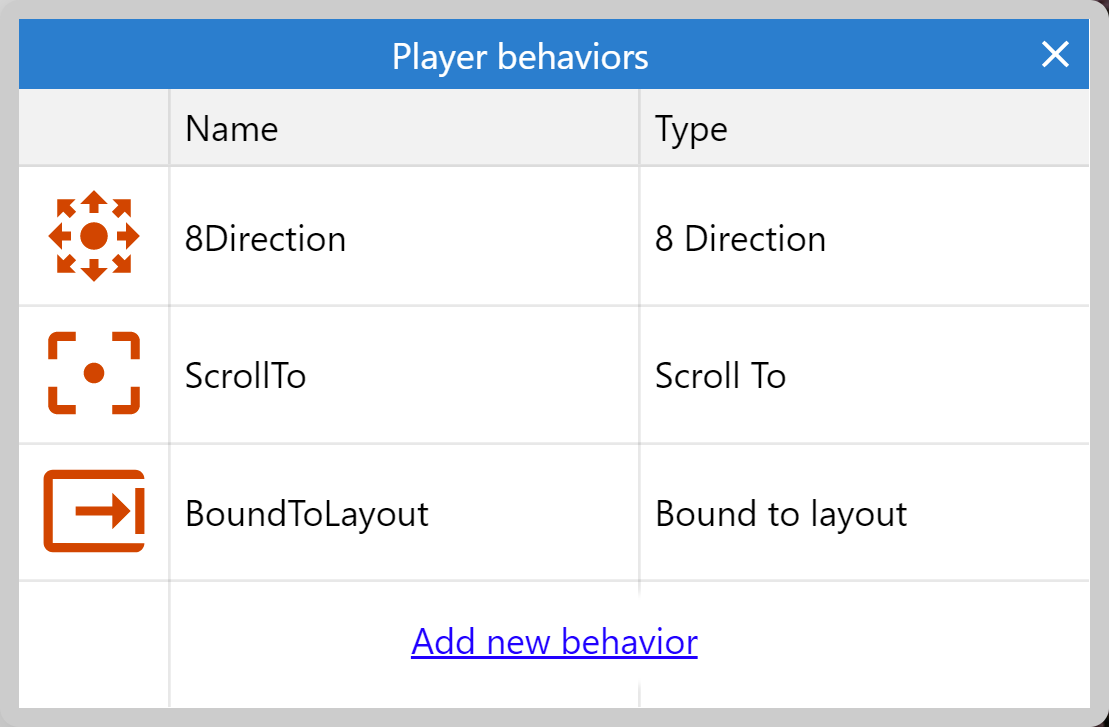 Player behaviors
Name Type
8Direction 8 Direction
ScrollTo Scroll To
BoundToLayout Bound to layout
Add new behavior